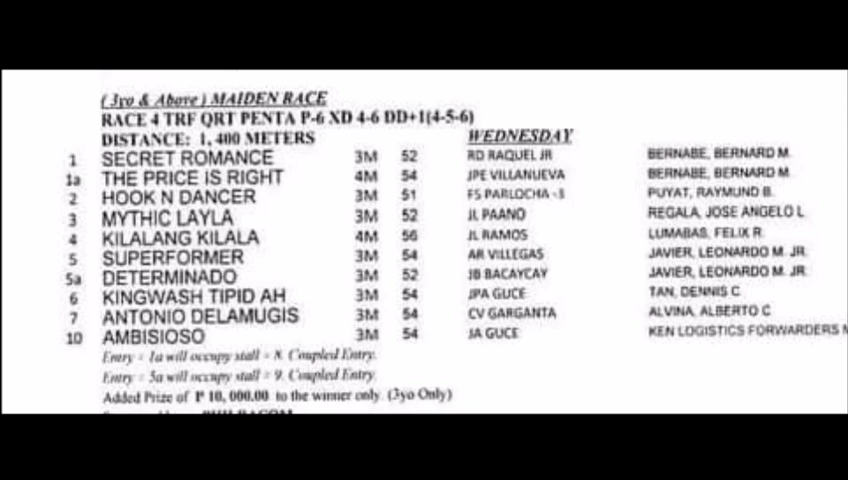 ( 3yo & Above ) MAIDEN RACE
RACE 4 TRF QRT PENTA P-6 XD 4-6 DD+1(4-5-6)
DISTANCE: 1, 400 METERS WEDNESDAY
1 SECRET ROMANCE 3M 52 RD RAQUEL JR BERNABE, BERNARD M.
1a THE PRICE IS RIGHT 4M 54 JPE VILLANUEVA BERNABE, BERNARD M.
2 HOOK N DANCER 3M 51 FS PARLOCHA -3 PUYAT, RAYMUND B.
3 MYTHIC LAYLA 3M 52 JL PAANO REGALA, JOSE ANGELO L
4 KILALANG KILALA 4M 56 JL RAMOS LUMABAS, FELIX R.
5 SUPERFORMER 3M 54 AR VILLEGAS JAVIER, LEONARDO M. JR.
5a DETERMINADO 3M 52 JB BACAYCAY JAVIER, LEONARDO M. JR.
6 KINGWASH TIPID AH 3M 54 JPA GUCE TAN, DENNIS C
7 ANTONIO DELAMUGIS 3M 54 CV GARGANTA ALVINA, ALBERTO C
10 AMBISIOSO 3M 54 JA GUCE KEN LOGISTICS FORWARDERS M
Entry = 1a will occupy stall = 8. Coupled Entry.
Entry = 5a will occupy stall = 9. Coupled Entry.
Added Prize of P 10, 000.00 to the winner only. (3yo Only)